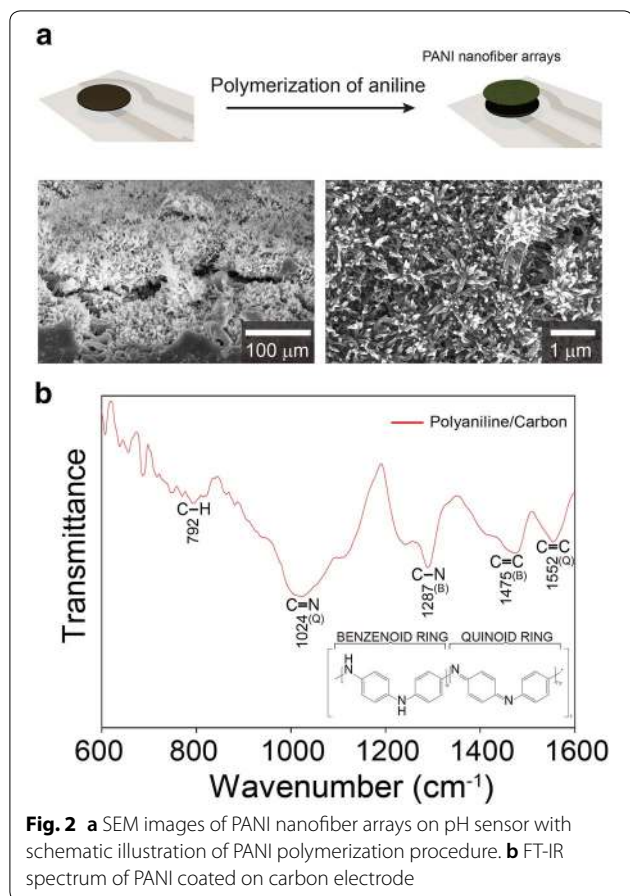 a
PANI nanofiber arrays
Polymerization of aniline
100 μm
1 μm
b
Polyaniline/Carbon
Transmittance
C–H
792
C=N
1024 (Q)
C–N
1287 (B)
C=C
1475 (B)
C=C
1552 (Q)
BENZENOID RING
QUINOID RING
H
N
N
H
N
N
600 800 1000 1200 1400 1600
Wavenumber (cm⁻¹)
Fig. 2 a SEM images of PANI nanofiber arrays on pH sensor with
schematic illustration of PANI polymerization procedure. b FT-IR
spectrum of PANI coated on carbon electrode